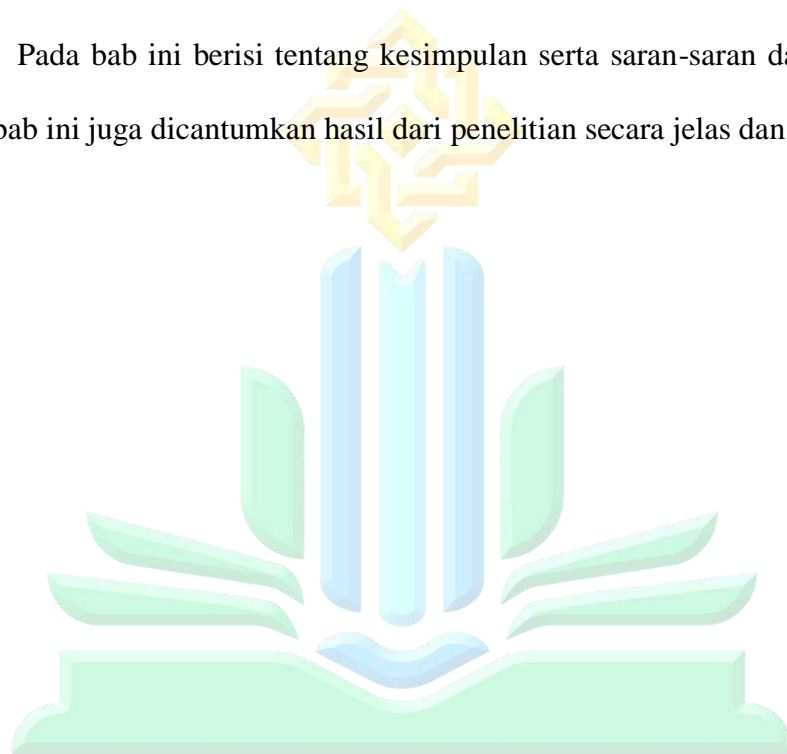 Pada bab ini berisi tentang kesimpulan serta saran-saran
bab ini juga dicantumkan hasil dari penelitian secara jelas dan